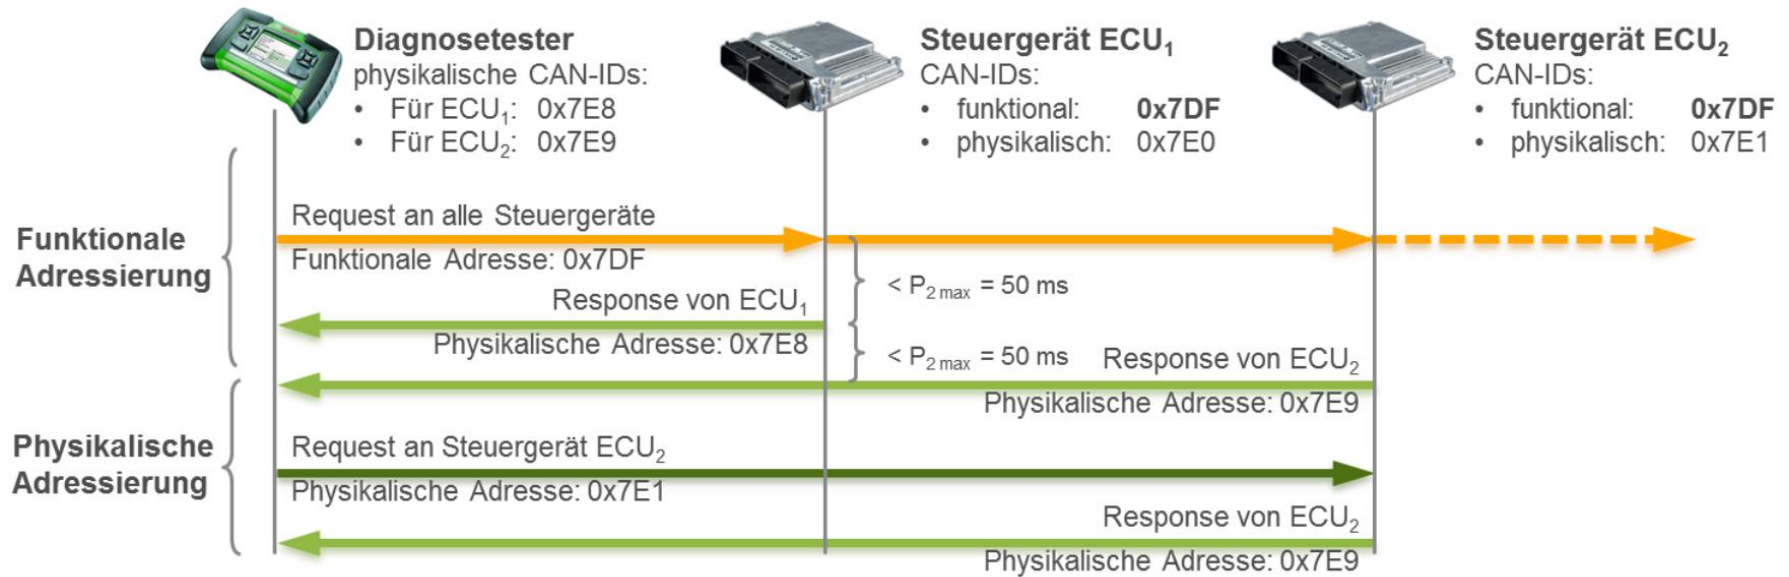 Diagnosetester
physikalische CAN-IDs:
• Für ECU₁: 0x7E8
• Für ECU₂: 0x7E9
Steuergerät ECU₁
CAN-IDs:
• funktional: 0x7DF
• physikalisch: 0x7E0
Steuergerät ECU₂
CAN-IDs:
• funktional: 0x7DF
• physikalisch: 0x7E1
Funktionale
Adressierung
Request an alle Steuergeräte
Funktionale Adresse: 0x7DF
< P₂ max = 50 ms
Response von ECU₁
Physikalische Adresse: 0x7E8
< P₂ max = 50 ms
Response von ECU₂
Physikalische Adresse: 0x7E9
Physikalische
Adressierung
Request an Steuergerät ECU₂
Physikalische Adresse: 0x7E1
Response von ECU₂
Physikalische Adresse: 0x7E9